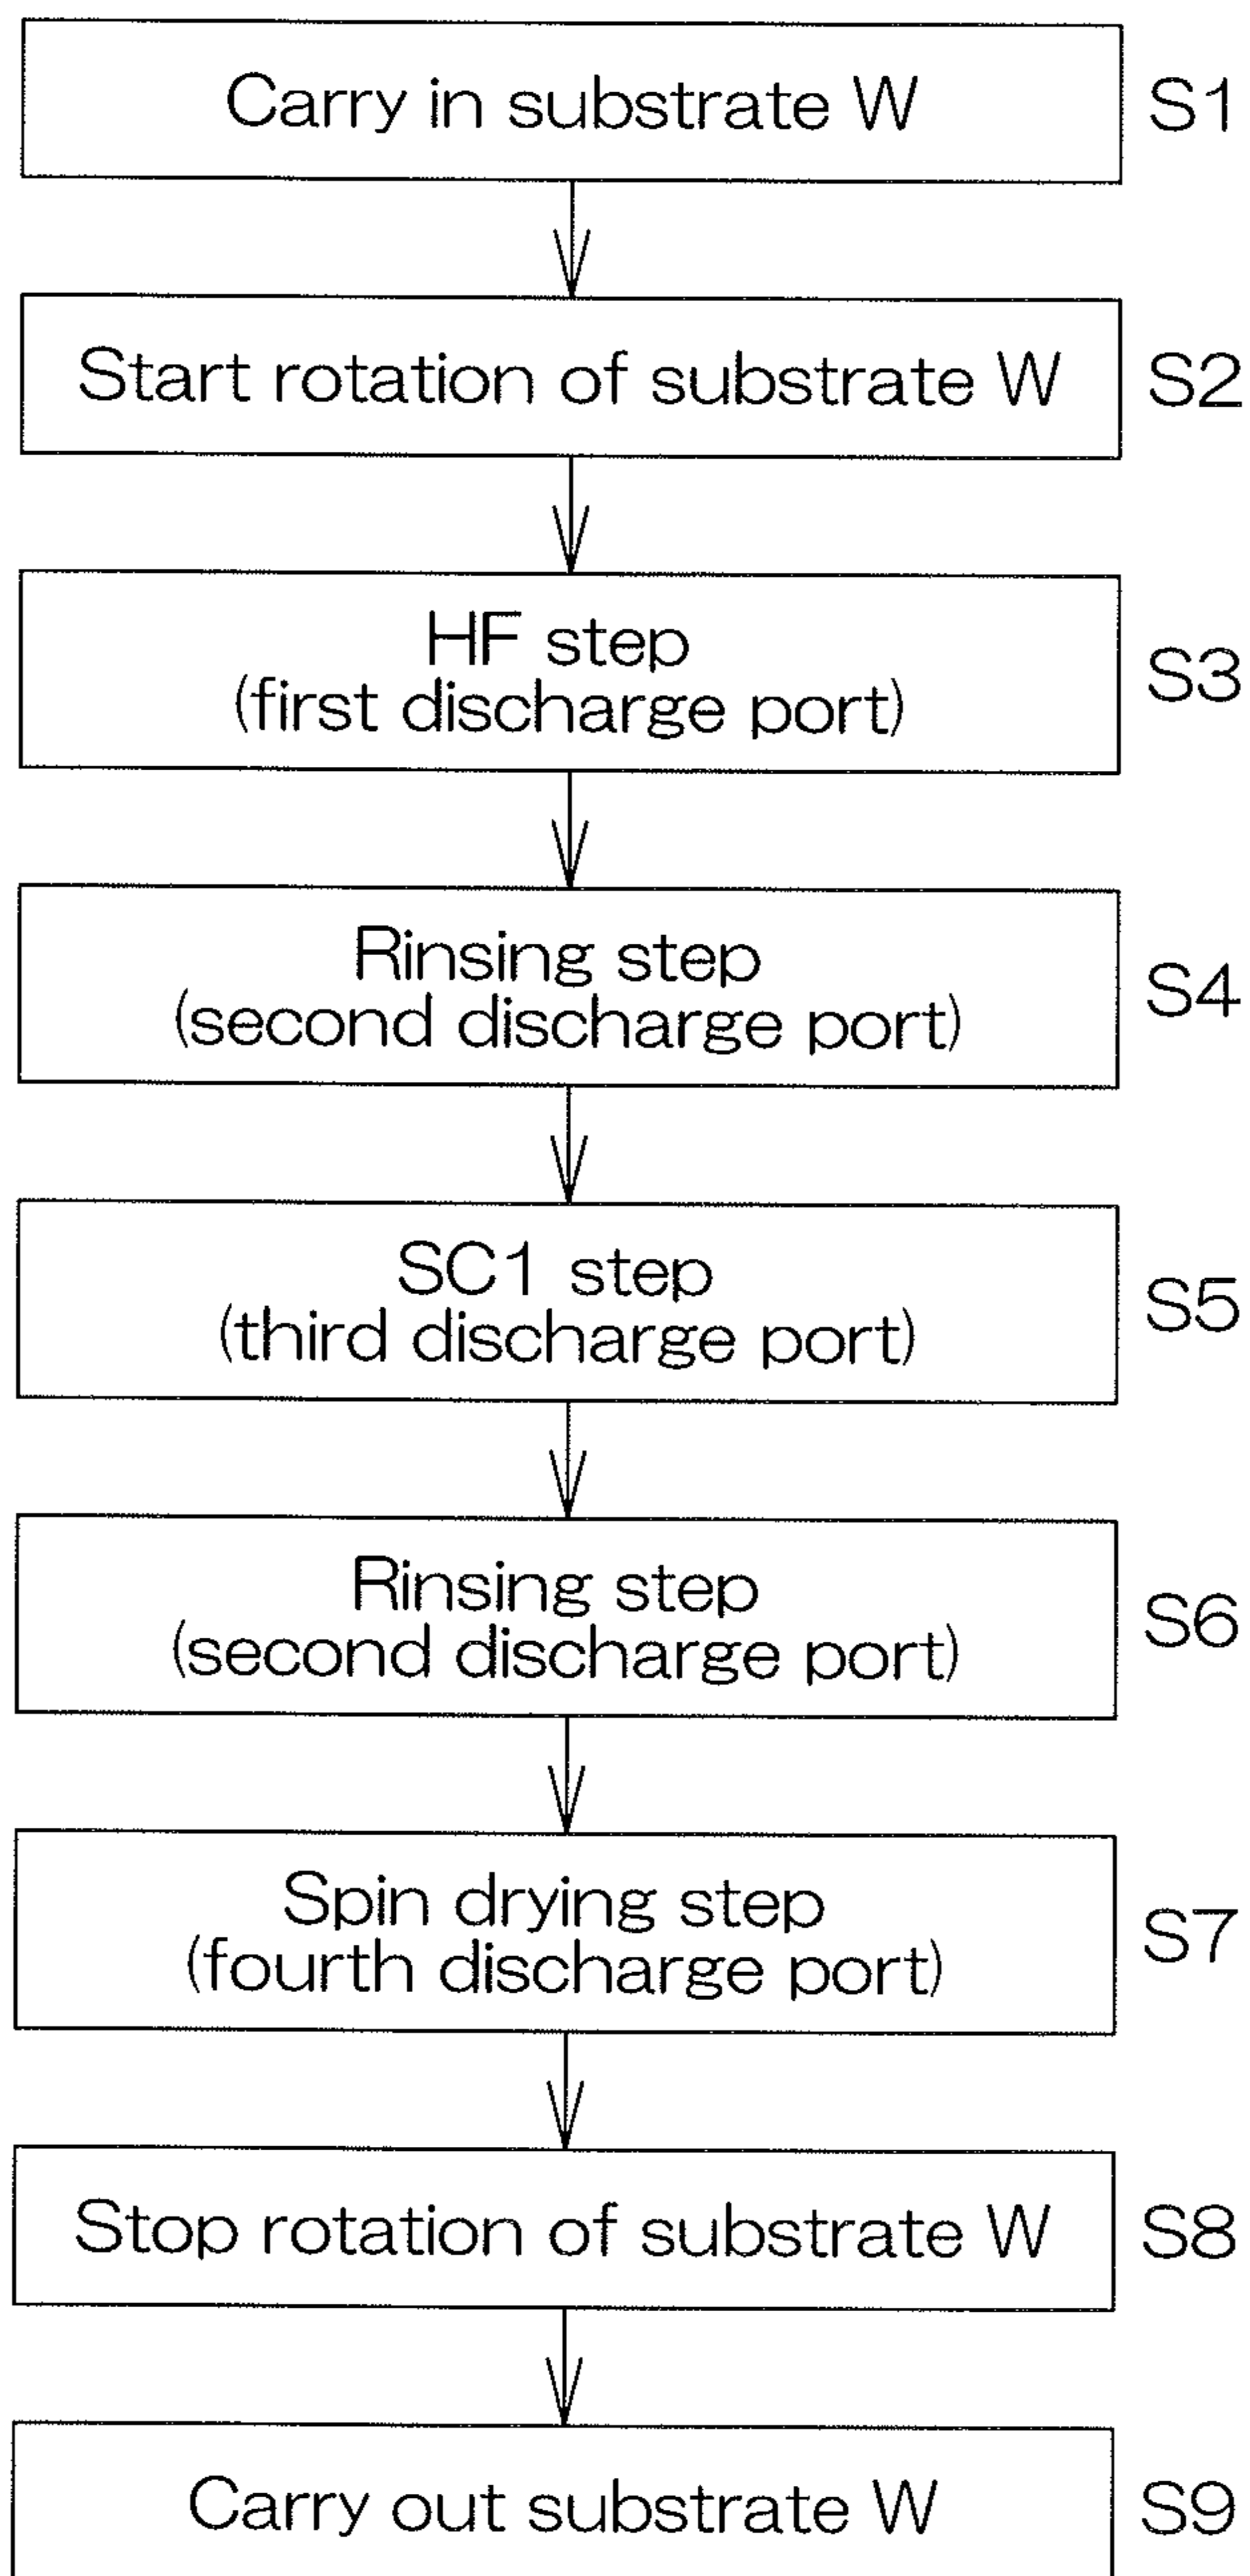 Carry in substrate W
S1
Start rotation of substrate W
S2
HF step
(first discharge port)
S3
Rinsing step
(second discharge port)
S4
SC1 step
(third discharge port)
S5
Rinsing step
(second discharge port)
S6
Spin drying step
(fourth discharge port)
S7
Stop rotation of substrate W
S8
Carry out substrate W
S9